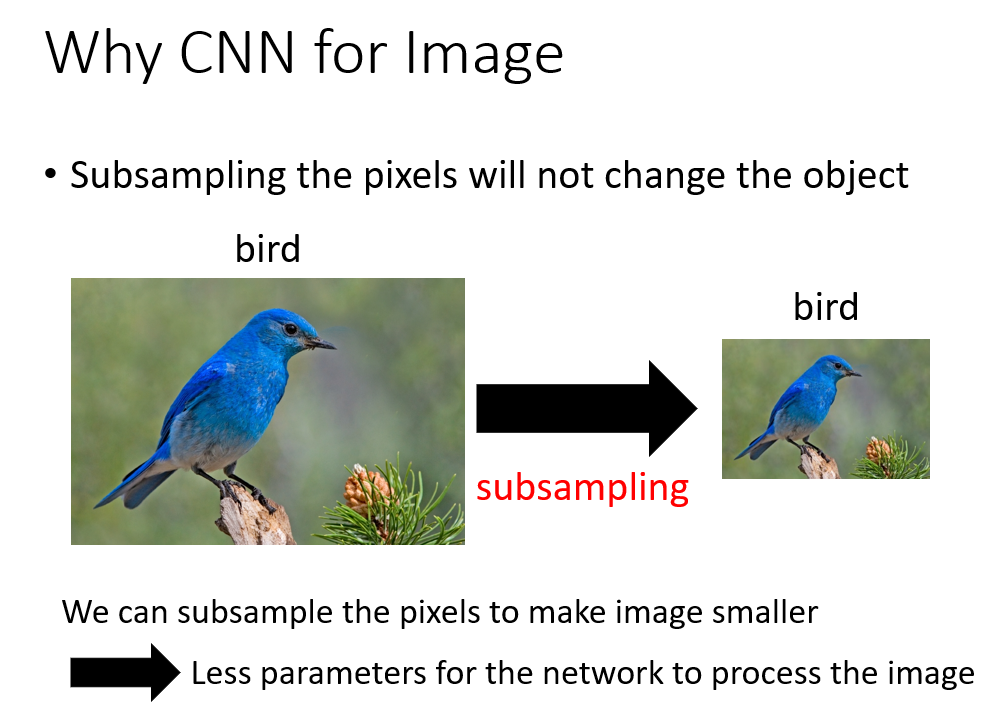 Why CNN for Image
• Subsampling the pixels will not change the object
bird
bird
subsampling
We can subsample the pixels to make image smaller
Less parameters for the network to process the image